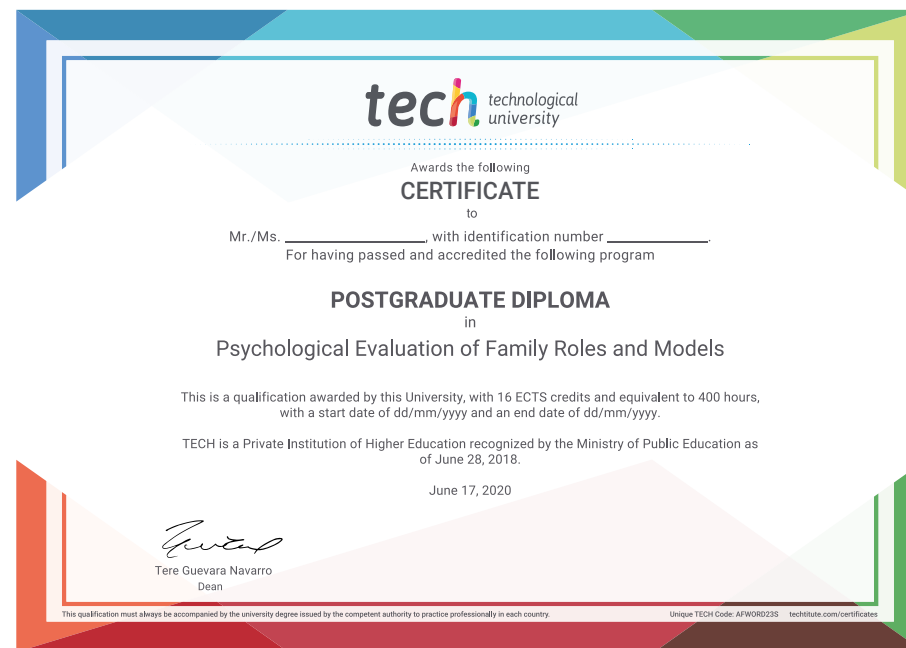 tech technological
university
Awards the following
CERTIFICATE
to
Mr./Ms. ____________________, with identification number ______________.
For having passed and accredited the following program
POSTGRADUATE DIPLOMA
in
Psychological Evaluation of Family Roles and Models
This is a qualification awarded by this University, with 16 ECTS credits and equivalent to 400 hours,
with a start date of dd/mm/yyyy and an end date of dd/mm/yyyy.
TECH is a Private Institution of Higher Education recognized by the Ministry of Public Education as
of June 28, 2018.
June 17, 2020
Tere Guevara Navarro
Dean
This qualification must always be accompanied by the university degree issued by the competent authority to practice professionally in each country. Unique TECH Code: AFWORD23S techtitute.com/certificates